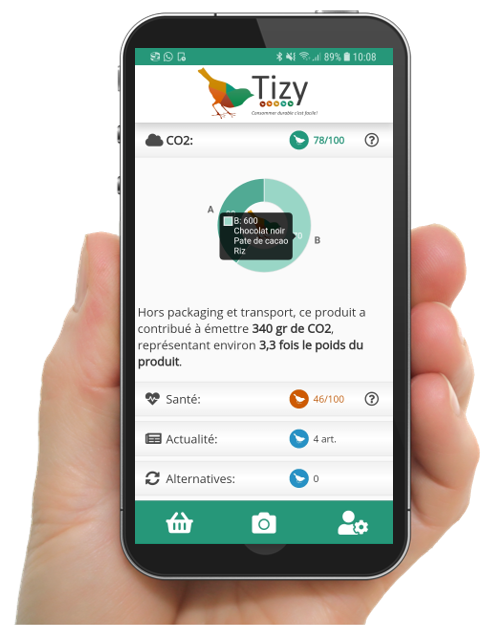 89% 10:08
Tizy
Consommer durable c'est facile!
CO2: 78/100 ?
A
B: 600
Chocolat noir
Pate de cacao
Riz
B
Hors packaging et transport, ce produit a
contribué à émettre 340 gr de CO2,
représentant environ 3,3 fois le poids du
produit.
Santé: 46/100 ?
Actualité: 4 art.
Alternatives: 0